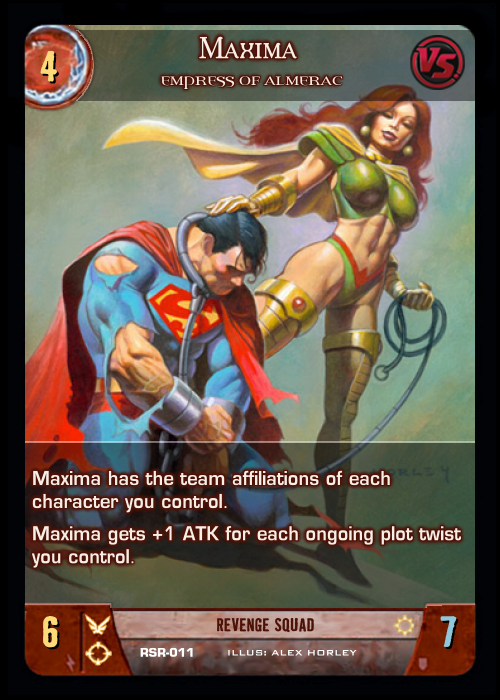 4
MAXIMA
EMPRESS OF ALMERAC
VS
HORLEY
Maxima has the team affiliations of each
character you control.
Maxima gets +1 ATK for each ongoing plot twist
you control.
6
REVENGE SQUAD
7
RSR-011
ILLUS: ALEX HORLEY